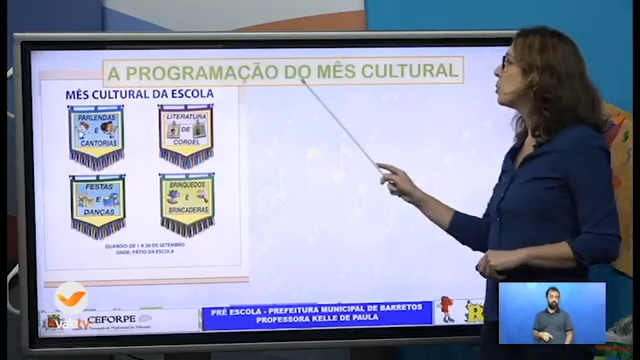 A PROGRAMAÇÃO DO MÊS CULTURAL
MÊS CULTURAL DA ESCOLA
PARLENDAS
E
CANTORIAS
LITERATURA
DE
CORDEL
FESTAS
E
DANÇAS
BRINQUEDOS
E
BRINCADEIRAS
QUANDO: DE 1 A 20 DE SETEMBRO
ONDE: PÁTIO DA ESCOLA
CEFORPE
PRÉ ESCOLA - PREFEITURA MUNICIPAL DE BARRETOS
PROFESSORA KELLE DE PAULA